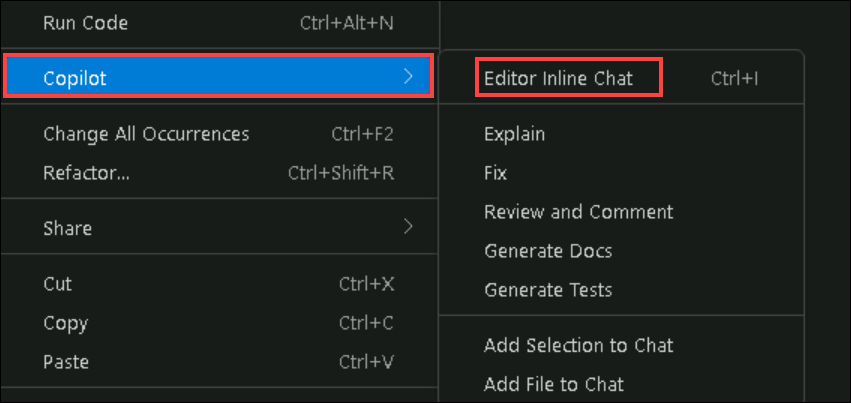 Run Code Ctrl+Alt+N
Copilot
Change All Occurrences Ctrl+F2
Refactor... Ctrl+Shift+R
Share
Cut Ctrl+X
Copy Ctrl+C
Paste Ctrl+V
Editor Inline Chat Ctrl+I
Explain
Fix
Review and Comment
Generate Docs
Generate Tests
Add Selection to Chat
Add File to Chat